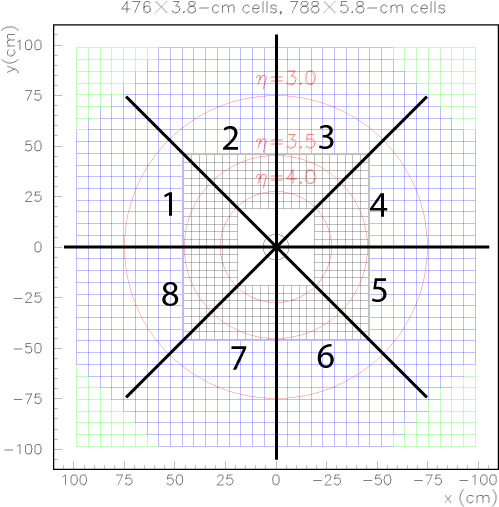 476×3.8−cm cells, 788×5.8−cm cells
y(cm)
100
75
50
25
0
−25
−50
−75
−100
η=3.0
η=3.5
η=4.0
2 3
1 4
8 5
7 6
100 75 50 25 0 −25 −50 −75 −100
x (cm)